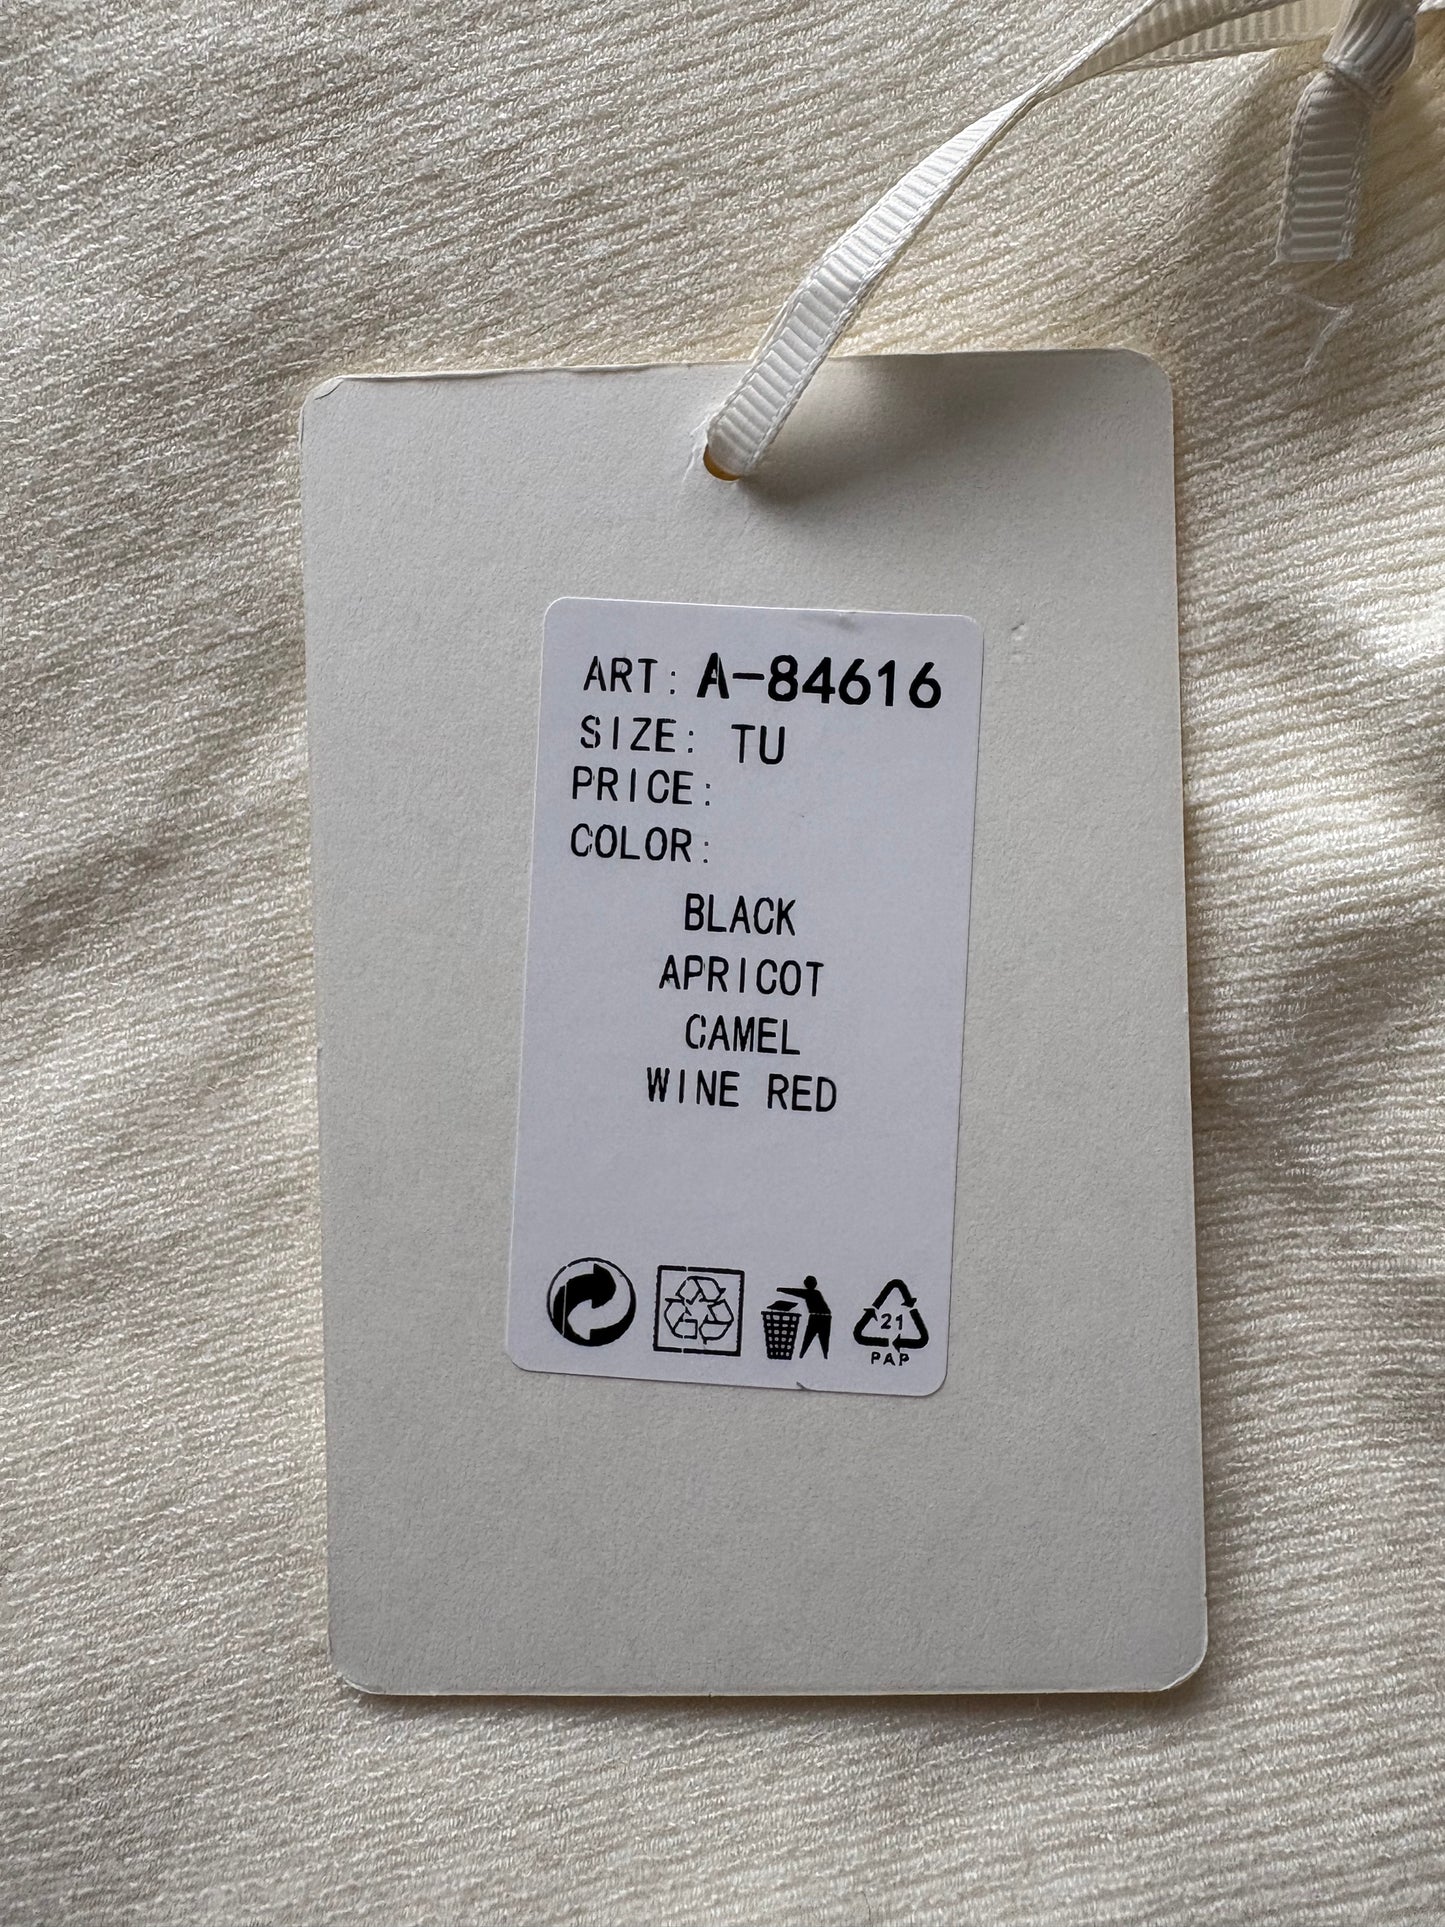 ART: A-84616
SIZE: TU
PRICE:
COLOR:
BLACK
APRICOT
CAMEL
WINE RED
21
PAP